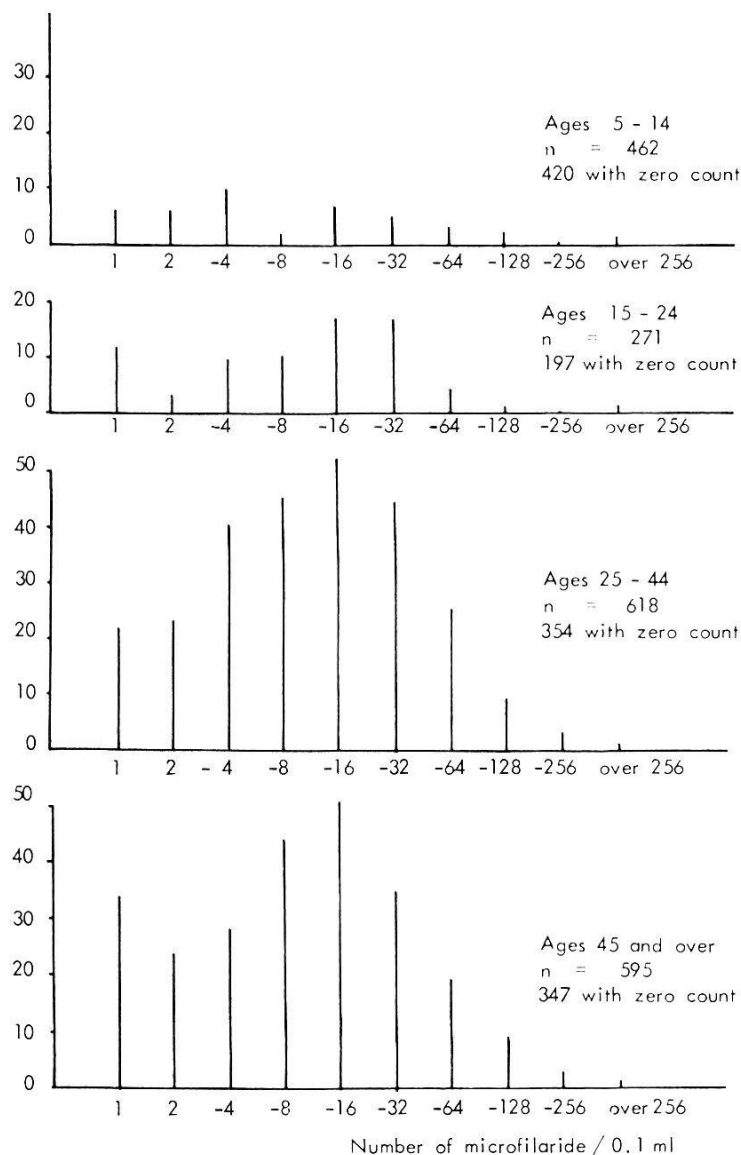 30
20
10
0
Ages 5 - 14
n = 462
420 with zero count
1 2 -4 -8 -16 -32 -64 -128 -256 over 256
20
10
0
Ages 15 - 24
n = 271
197 with zero count
1 2 -4 -8 -16 -32 -64 -128 -256 over 256
50
40
30
20
10
0
Ages 25 - 44
n = 618
354 with zero count
1 2 - 4 -8 -16 -32 -64 -128 -256 over 256
50
40
30
20
10
0
Ages 45 and over
n = 595
347 with zero count
1 2 -4 -8 -16 -32 -64 -128 -256 over 256
Number of microfilaride / 0.1 ml